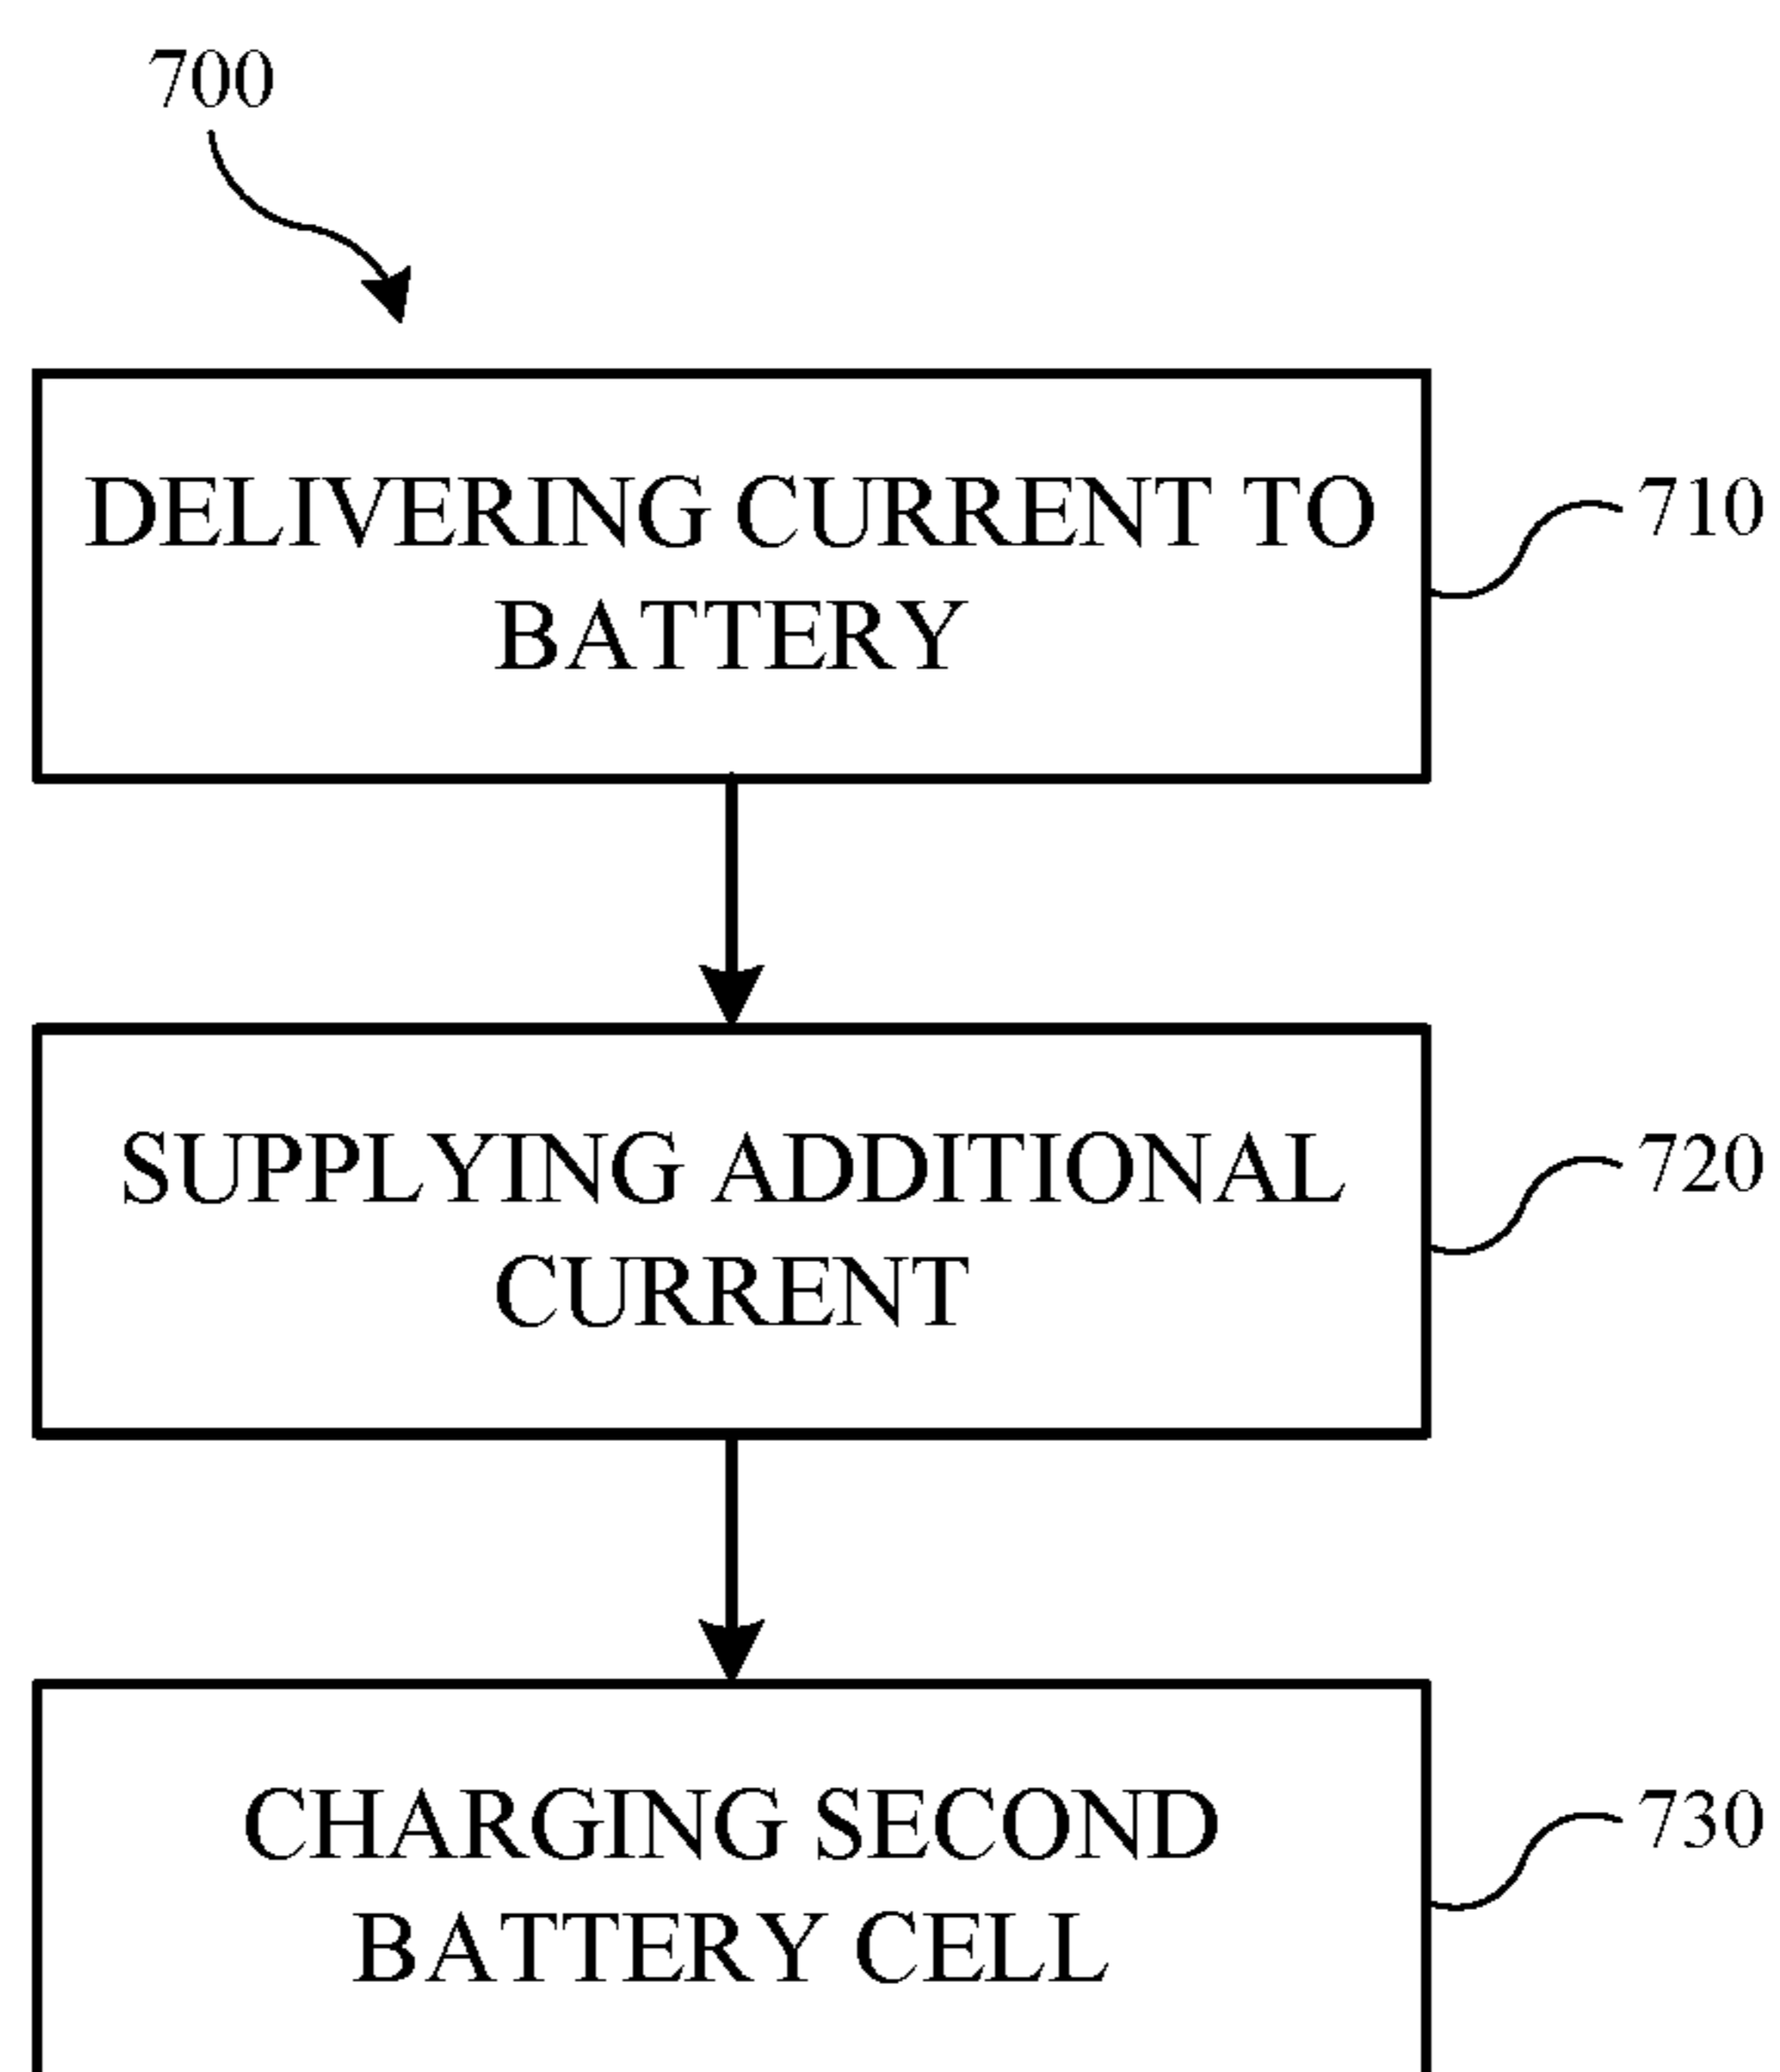 700
DELIVERING CURRENT TO
BATTERY
710
SUPPLYING ADDITIONAL
CURRENT
720
CHARGING SECOND
BATTERY CELL
730